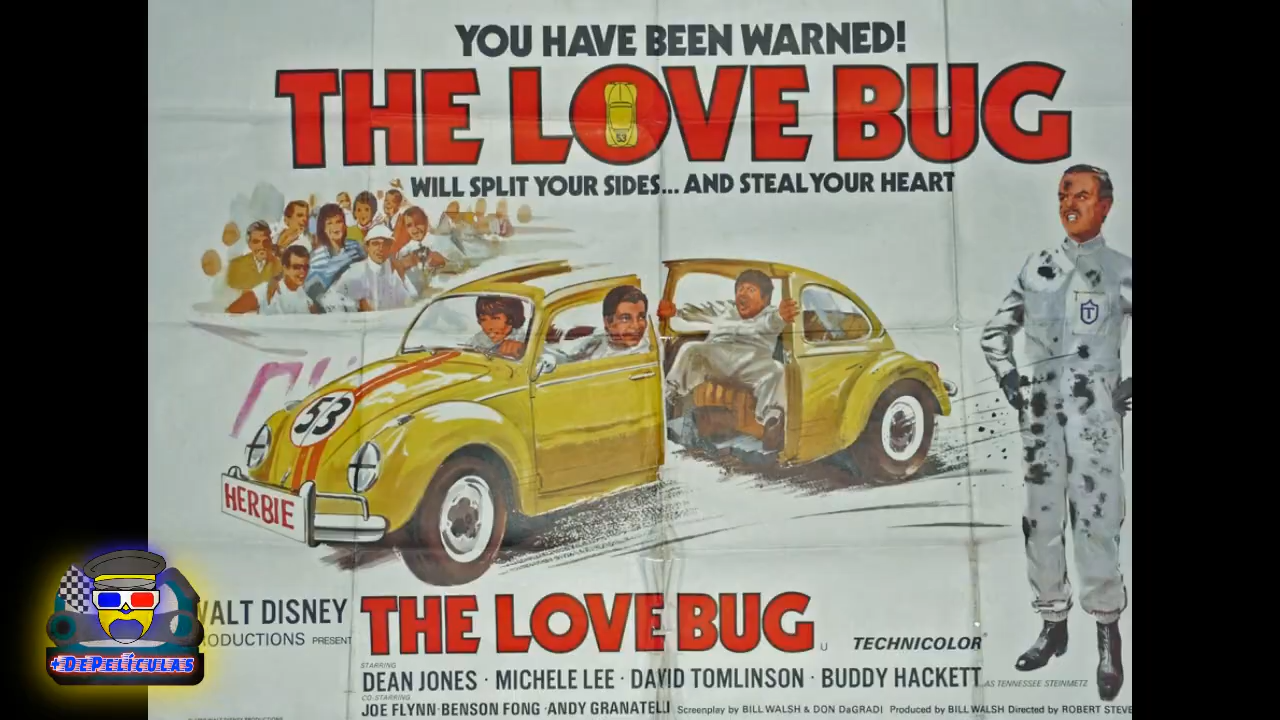 YOU HAVE BEEN WARNED!
THE LOVE BUG
53
WILL SPLIT YOUR SIDES... AND STEAL YOUR HEART
53
HERBIE
WALT DISNEY
PRODUCTIONS PRESENT
THE LOVE BUG
U TECHNICOLOR®
STARRING
DEAN JONES · MICHELE LEE · DAVID TOMLINSON · BUDDY HACKETT AS TENNESSEE STEINMETZ
CO-STARRING
JOE FLYNN · BENSON FONG · ANDY GRANATELLI Screenplay by BILL WALSH & DON DaGRADI Produced by BILL WALSH Directed by ROBERT STEVE
+DEPELÍCULAS